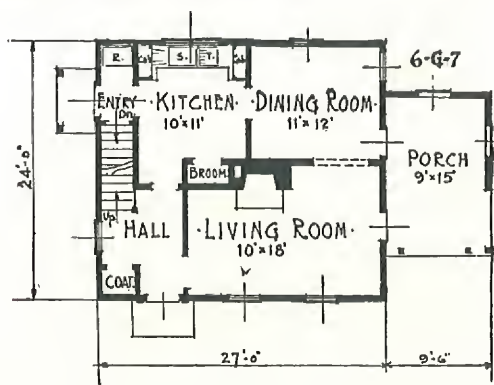 6-G-7
R.
S.
T.
ENTRY
Dn
KITCHEN
10'x11'
DINING ROOM
11'x12'
PORCH
9'x15'
24'-0"
BROOM
Up
HALL
LIVING ROOM
10'x18'
COAT
27'-0"
9'-6"